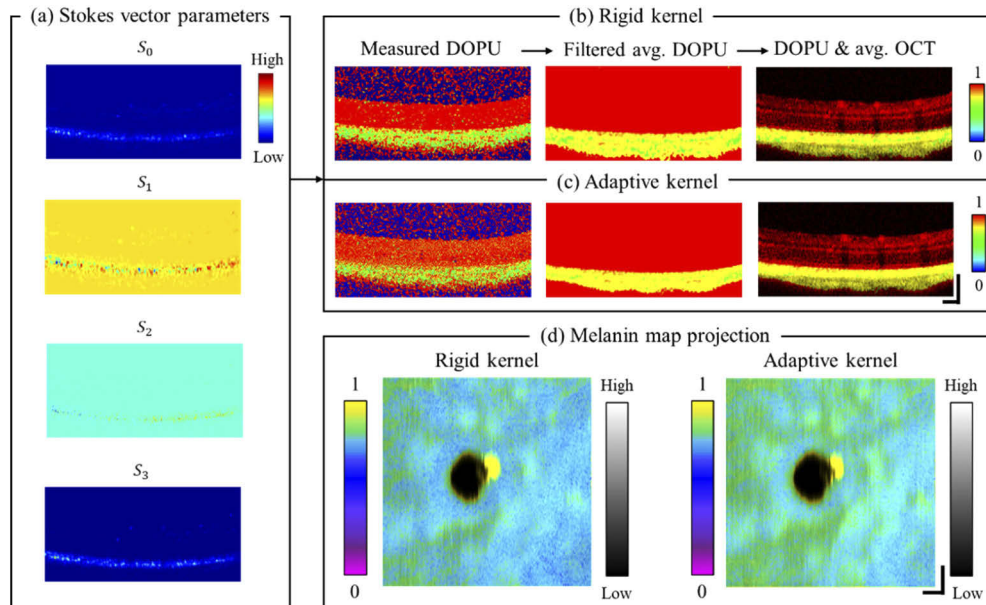 (a) Stokes vector parameters
S₀
High
Low
S₁
S₂
S₃
(b) Rigid kernel
Measured DOPU
Filtered avg. DOPU
DOPU & avg. OCT
1
0
(c) Adaptive kernel
1
0
(d) Melanin map projection
Rigid kernel
1
0
High
Low
Adaptive kernel
1
0
High
Low